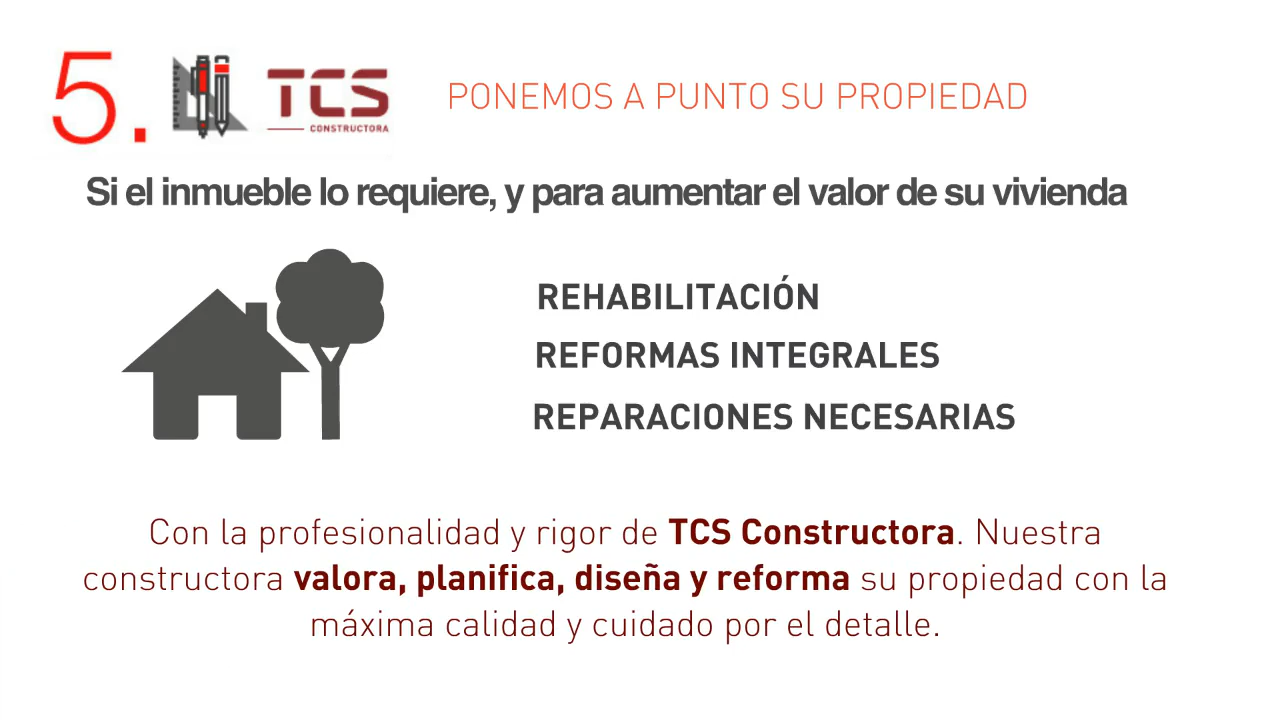 5.
TCS
CONSTRUCTORA
PONEMOS A PUNTO SU PROPIEDAD
Si el inmueble lo requiere, y para aumentar el valor de su vivienda
REHABILITACIÓN
REFORMAS INTEGRALES
REPARACIONES NECESARIAS
Con la profesionalidad y rigor de TCS Constructora. Nuestra
constructora valora, planifica, diseña y reforma su propiedad con la
máxima calidad y cuidado por el detalle.